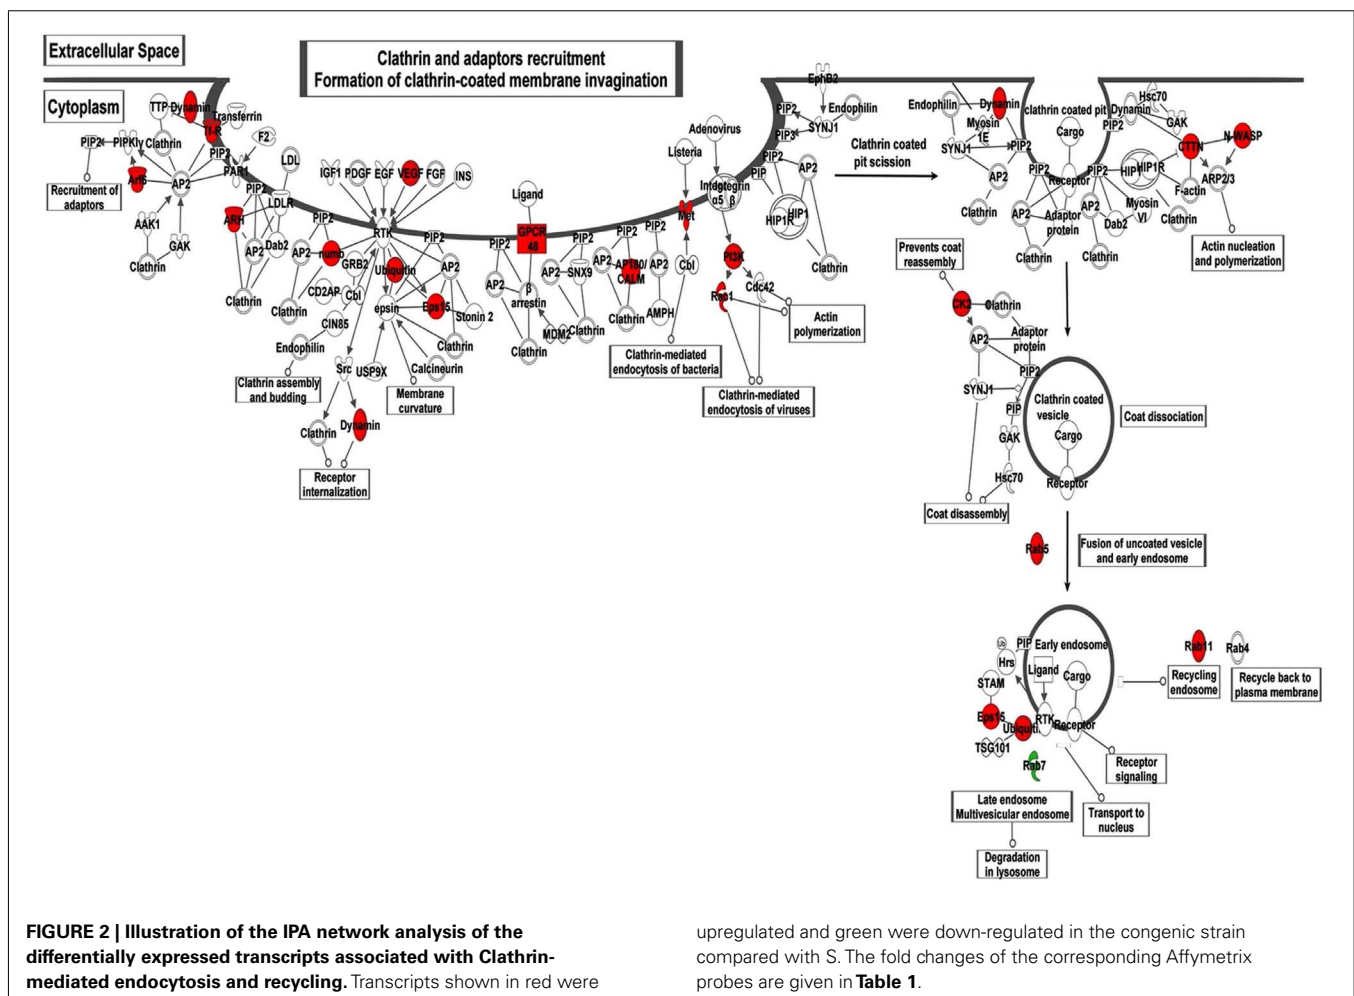 Extracellular Space
Clathrin and adaptors recruitment
Formation of clathrin-coated membrane invagination
Cytoplasm
TTP
Dynamin
Tf-R
Transferrin
F2
PIP2
PIPKIγ
Clathrin
PIP2
PAR1
Recruitment of
adaptors
Arf6
AP2
AAK1
GAK
Clathrin
LDL
PIP2
LDLR
ARH
AP2
Dab2
Clathrin
IGF1
PDGF
EGF
VEGF
FGF
INS
PIP2
RTK
PIP2
AP2
numb
GRB2
Ubiquitin
AP2
CD2AP
Cbl
epsin
Eps15
Stonin 2
Clathrin
CIN85
Endophilin
Clathrin
Src
USP9X
Calcineurin
Clathrin assembly
and budding
Membrane
curvature
Clathrin
Dynamin
Receptor
internalization
Ligand
GPCR
48
PIP2
AP2
β
arrestin
MDM2
Clathrin
PIP2
AP2
SNX9
Clathrin
PIP2
AP2
AP180/
CALM
Clathrin
PIP2
AP2
AMPH
Adenovirus
Listeria
Integrin
α5
Integrin
β
Met
Cbl
PI3K
Rac1
Cdc42
Actin
polymerization
Clathrin-mediated
endocytosis of bacteria
Clathrin-mediated
endocytosis of viruses
EphB2
PIP2
Endophilin
PIP3
SYNJ1
PIP2
PIP
AP2
HIP1R
HIP1
Clathrin
Clathrin coated
pit scission
Endophilin
Dynamin
Myosin
1E
SYNJ1
PIP2
AP2
Clathrin
clathrin coated pit
Cargo
Receptor
PIP2
PIP2
PIP2
AP2
Adaptor
protein
Clathrin
AP2
Dab2
Myosin
VI
Clathrin
Clathrin
Hsc70
Dynamin
GAK
HIP1
HIP1R
CTTN
N-WASP
F-actin
ARP2/3
Actin nucleation
and polymerization
Prevents coat
reassembly
CK2
Clathrin
AP2
Adaptor
protein
PIP2
SYNJ1
PIP
GAK
Hsc70
Clathrin coated
vesicle
Cargo
Receptor
Coat dissociation
Coat disassembly
Rab5
Fusion of uncoated vesicle
and early endosome
Ub
PIP
Early endosome
Hrs
Ligand
Cargo
STAM
Eps15
Ubiquitin
RTK
Receptor
TSG101
Rab7
Rab11
Rab4
Recycling
endosome
Recycle back to
plasma membrane
Receptor
signaling
Late endosome
Multivesicular endosome
Transport to
nucleus
Degradation
in lysosome
FIGURE 2 | Illustration of the IPA network analysis of the
differentially expressed transcripts associated with Clathrin-
mediated endocytosis and recycling. Transcripts shown in red were
upregulated and green were down-regulated in the congenic strain
compared with S. The fold changes of the corresponding Affymetrix
probes are given in Table 1.